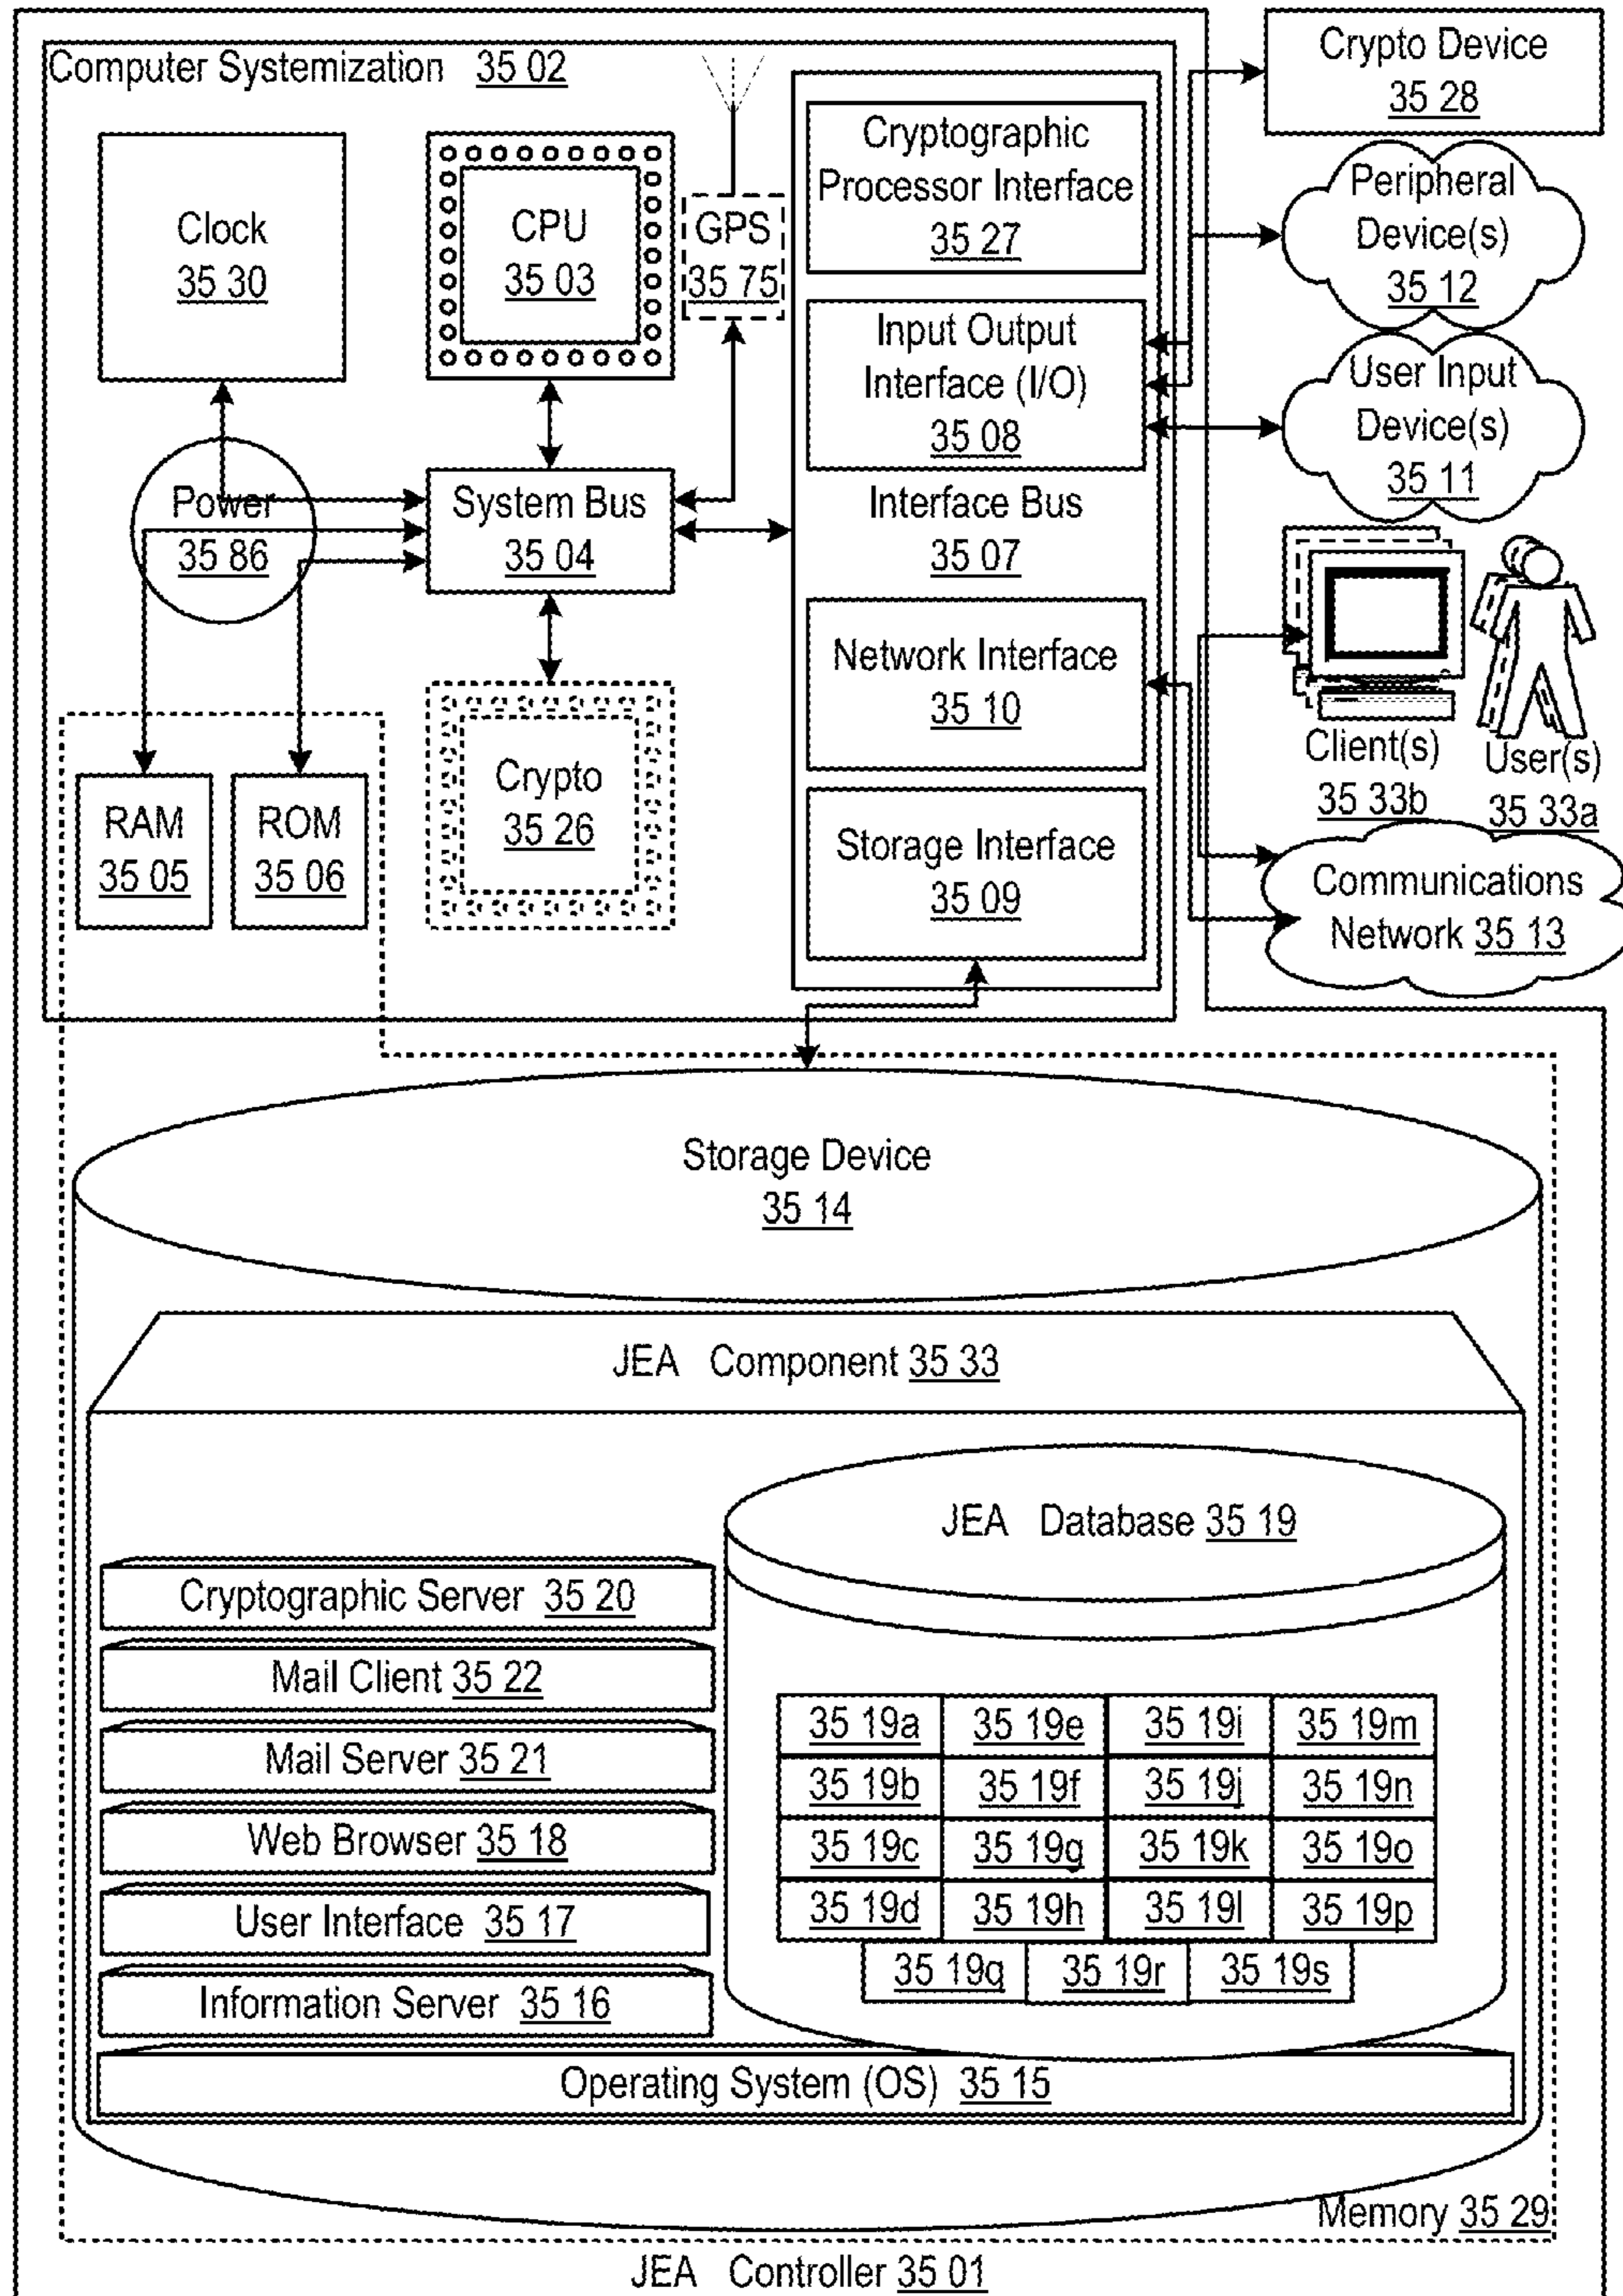 Computer Systemization 35 02
Clock
35 30
CPU
35 03
GPS
35 75
Cryptographic
Processor Interface
35 27
Input Output
Interface (I/O)
35 08
Interface Bus
35 07
Network Interface
35 10
Storage Interface
35 09
Power
35 86
System Bus
35 04
Crypto
35 26
RAM
35 05
ROM
35 06
Crypto Device
35 28
Peripheral
Device(s)
35 12
User Input
Device(s)
35 11
Client(s)
35 33b
User(s)
35 33a
Communications
Network 35 13
Storage Device
35 14
JEA Component 35 33
JEA Database 35 19
Cryptographic Server 35 20
Mail Client 35 22
Mail Server 35 21
Web Browser 35 18
User Interface 35 17
Information Server 35 16
35 19a 35 19e 35 19i 35 19m
35 19b 35 19f 35 19j 35 19n
35 19c 35 19g 35 19k 35 19o
35 19d 35 19h 35 19l 35 19p
35 19q 35 19r 35 19s
Operating System (OS) 35 15
Memory 35 29
JEA Controller 35 01